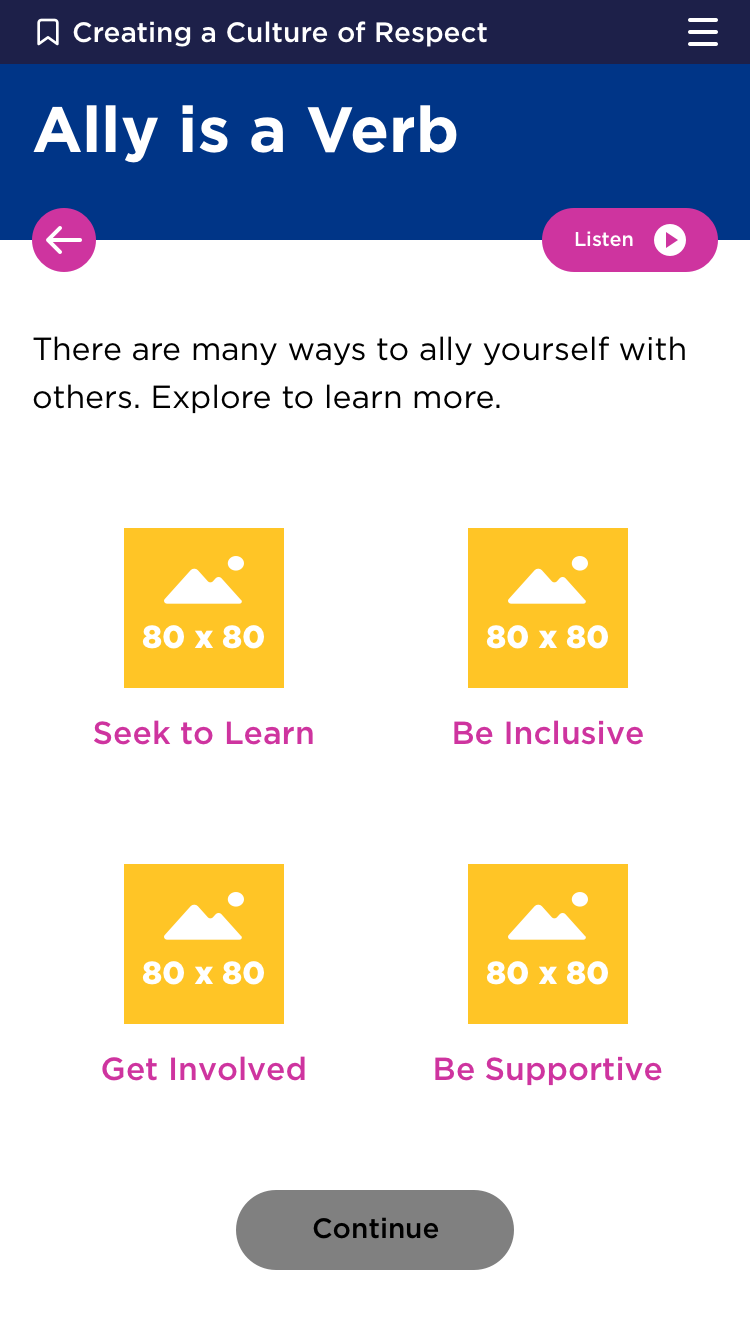 Creating a Culture of Respect
Ally is a Verb
Listen
There are many ways to ally yourself with
others. Explore to learn more.
80 x 80
80 x 80
Seek to Learn
Be Inclusive
80 x 80
80 x 80
Get Involved
Be Supportive
Continue